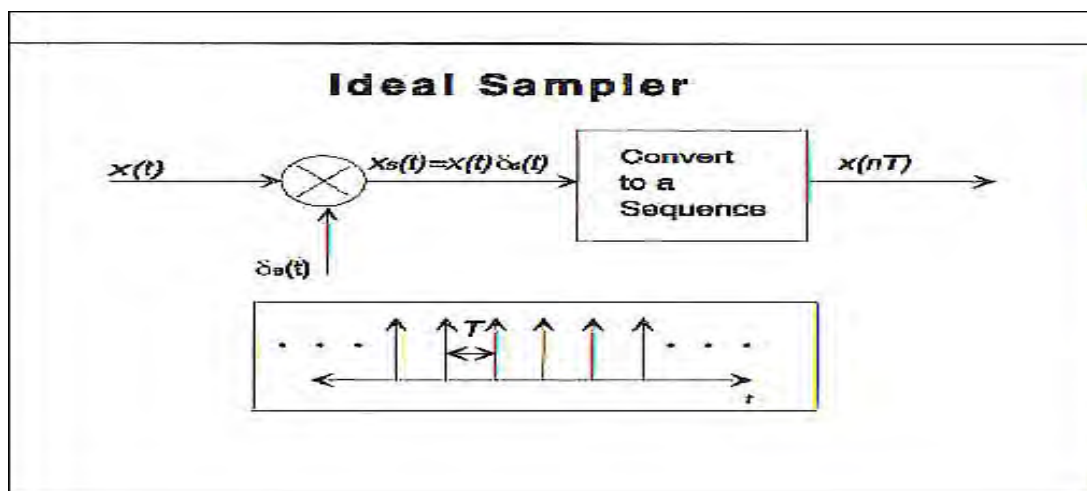 Ideal Sampler
x(t)
xs(t)=x(t)δs(t)
Convert
to a
Sequence
x(nT)
δs(t)
T
t